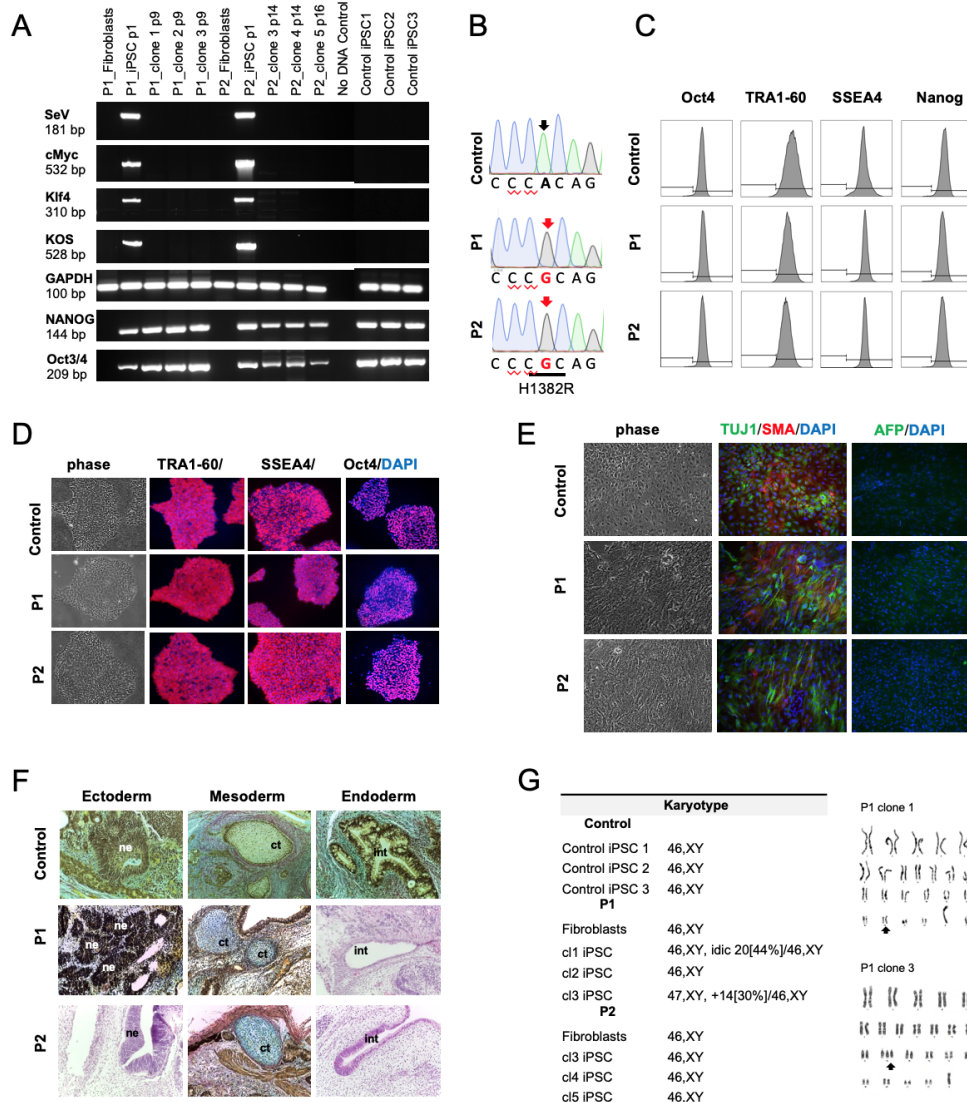 A
P1_Fibroblasts
P1_iPSC p1
P1_clone 1 p9
P1_clone 2 p9
P1_clone 3 p9
P2_Fibroblasts
P2_iPSC p1
P2_clone 3 p14
P2_clone 4 p14
P2_clone 5 p16
No DNA Control
Control iPSC1
Control iPSC2
Control iPSC3
SeV
181 bp
cMyc
532 bp
Klf4
310 bp
KOS
528 bp
GAPDH
100 bp
NANOG
144 bp
Oct3/4
209 bp
B
Control
C C C A C A G
P1
C C C G C A G
P2
C C C G C A G
H1382R
C
Oct4 TRA1-60 SSEA4 Nanog
Control
P1
P2
D
phase TRA1-60/ SSEA4/ Oct4/DAPI
Control
P1
P2
E
phase TUJ1/SMA/DAPI AFP/DAPI
Control
P1
P2
F
Ectoderm Mesoderm Endoderm
Control
ne ct int
P1
ne ne ne ct ct int
P2
ne ct int
G
Karyotype
Control
Control iPSC 1 46,XY
Control iPSC 2 46,XY
Control iPSC 3 46,XY
P1
Fibroblasts 46,XY
cl1 iPSC 46,XY, idic 20[44%]/46,XY
cl2 iPSC 46,XY
cl3 iPSC 47,XY, +14[30%]/46,XY
P2
Fibroblasts 46,XY
cl3 iPSC 46,XY
cl4 iPSC 46,XY
cl5 iPSC 46,XY
P1 clone 1
P1 clone 3